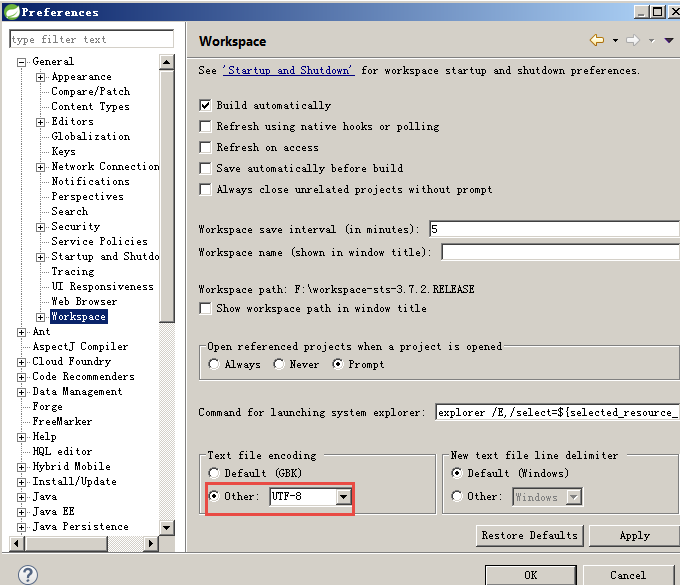 Preferences
type filter text
General
Appearance
Compare/Patch
Content Types
Editors
Globalization
Keys
Network Connection
Notifications
Perspectives
Search
Security
Service Policies
Startup and Shutdo
Tracing
UI Responsiveness
Web Browser
Workspace
Ant
AspectJ Compiler
Cloud Foundry
Code Recommenders
Data Management
Forge
FreeMarker
Help
HQL editor
Hybrid Mobile
Install/Update
Java
Java EE
Java Persistence
Workspace
See 'Startup and Shutdown' for workspace startup and shutdown preferences.
Build automatically
Refresh using native hooks or polling
Refresh on access
Save automatically before build
Always close unrelated projects without prompt
Workspace save interval (in minutes): 5
Workspace name (shown in window title):
Workspace path: F:\workspace-sts-3.7.2.RELEASE
Show workspace path in window title
Open referenced projects when a project is opened
Always Never Prompt
Command for launching system explorer: explorer /E,/select=${selected_resource_
Text file encoding
Default (GBK)
Other: UTF-8
New text file line delimiter
Default (Windows)
Other: Windows
Restore Defaults Apply
? OK Cancel